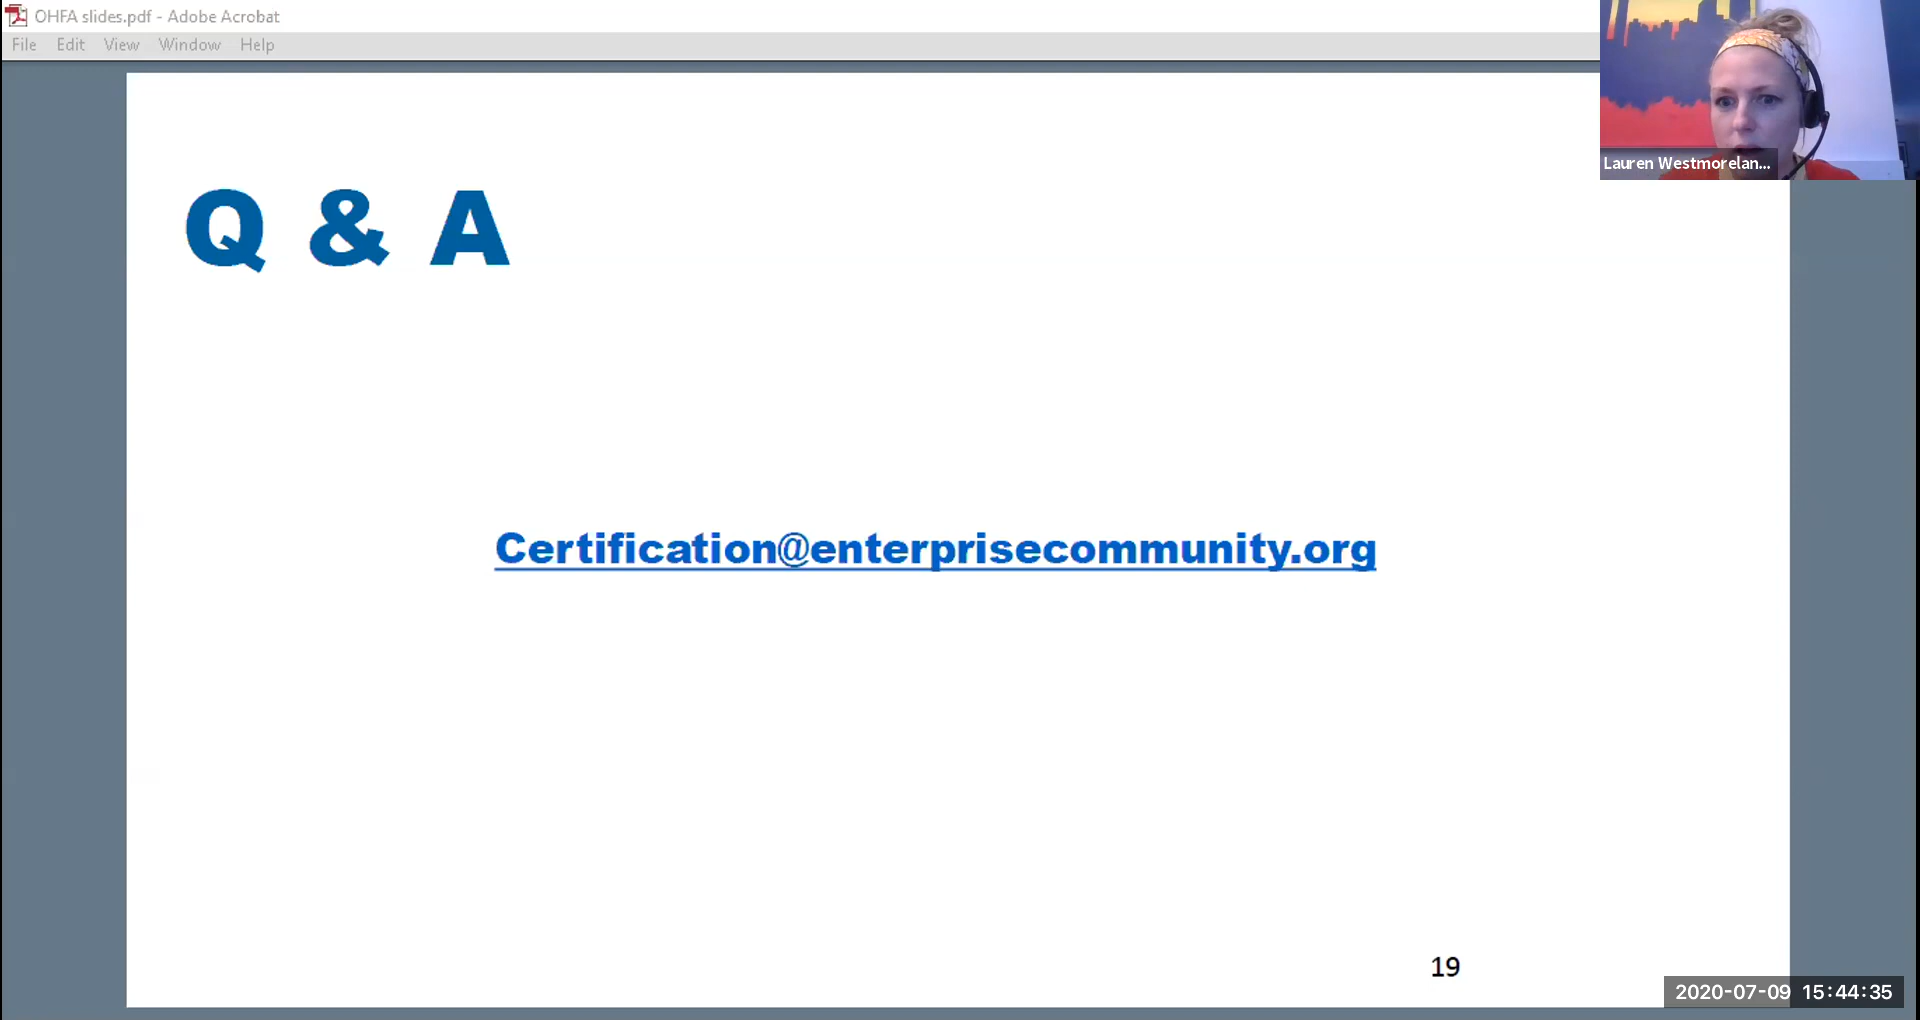 OHFA slides.pdf - Adobe Acrobat
File Edit View Window Help
Lauren Westmorelan...
Q & A
Certification@enterprisecommunity.org
19
2020-07-09 15:44:35